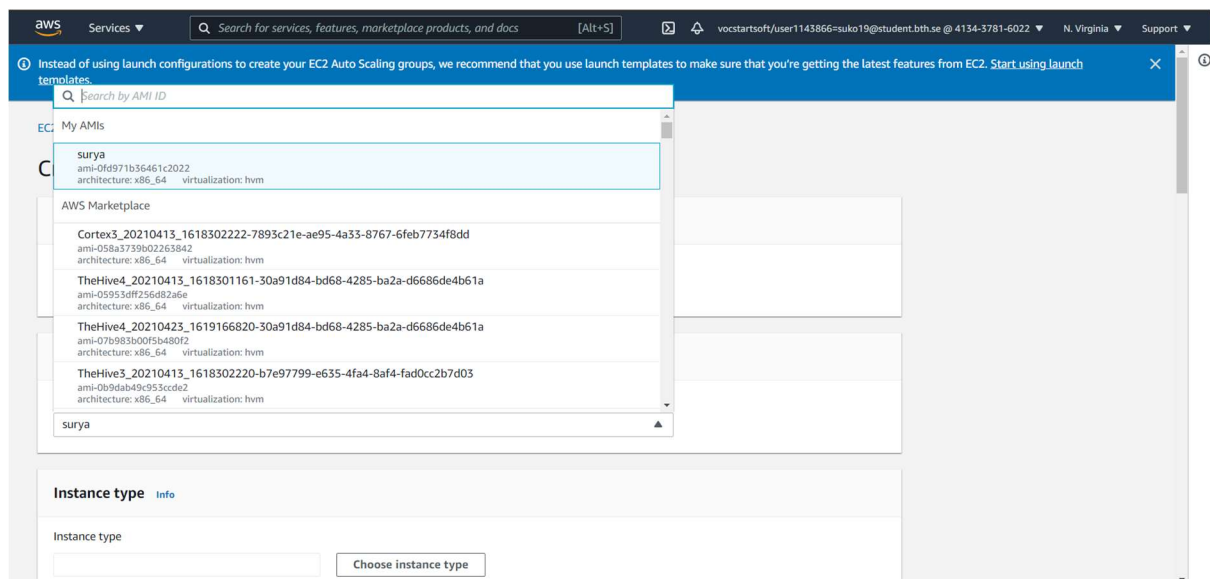 aws Services ▼ Search for services, features, marketplace products, and docs [Alt+S] vocstartsoft/user1143866=suko19@student.bth.se @ 4134-3781-6022 ▼ N. Virginia ▼ Support ▼
Instead of using launch configurations to create your EC2 Auto Scaling groups, we recommend that you use launch templates to make sure that you're getting the latest features from EC2. Start using launch
templates.
Search by AMI ID
EC2
My AMIs
surya
ami-0fd971b36461c2022
architecture: x86_64 virtualization: hvm
AWS Marketplace
Cortex3_20210413_1618302222-7893c21e-ae95-4a33-8767-6feb7734f8dd
ami-058a3739b02263842
architecture: x86_64 virtualization: hvm
TheHive4_20210413_1618301161-30a91d84-bd68-4285-ba2a-d6686de4b61a
ami-05953dff256d82a6e
architecture: x86_64 virtualization: hvm
TheHive4_20210423_1619166820-30a91d84-bd68-4285-ba2a-d6686de4b61a
ami-07b983b00f5b480f2
architecture: x86_64 virtualization: hvm
TheHive3_20210413_1618302220-b7e97799-e635-4fa4-8af4-fad0cc2b7d03
ami-0b9dab49c953ccde2
architecture: x86_64 virtualization: hvm
surya
Instance type Info
Instance type
Choose instance type